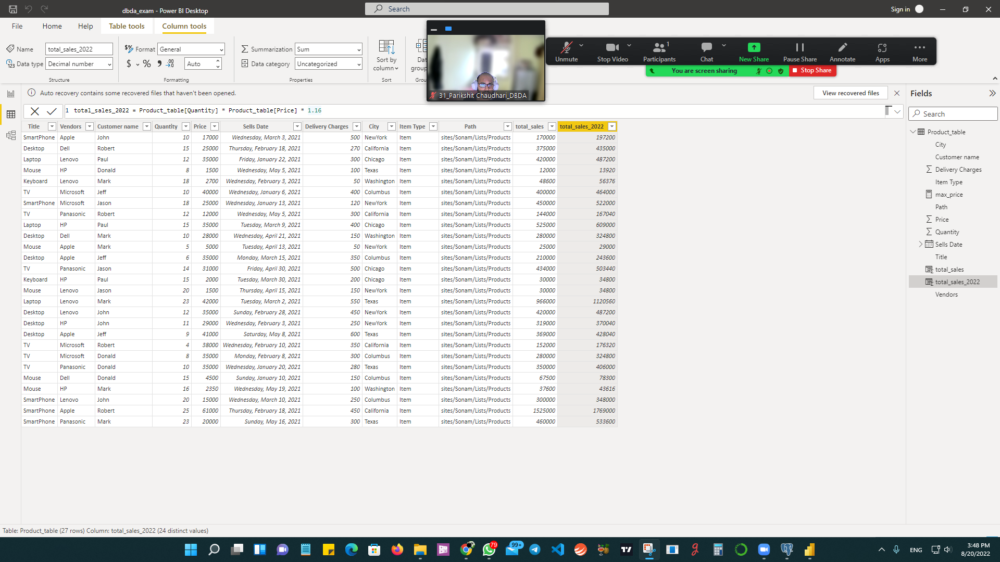 dbda_exam - Power BI Desktop
Search
Sign in
File Home Help Table tools Column tools
Name total_sales_2022
Data type Decimal number
Structure
Format General
$ % 9 .00 Auto
Formatting
Summarization Sum
Data category Uncategorized
Properties
Sort by column
Sort
31_Parikshit Chaudhari_DBDA
Unmute Stop Video Participants 1 Chat New Share Pause Share Annotate Apps More
You are screen sharing Stop Share
Auto recovery contains some recovered files that haven't been opened. View recovered files
1 total_sales_2022 = Product_table[Quantity] * Product_table[Price] * 1.16
Title Vendors Customer name Quantity Price Sells Date Delivery Charges City Item Type Path total_sales total_sales_2022
SmartPhone Apple John 10 17000 Wednesday, March 3, 2021 500 NewYork Item sites/Sonam/Lists/Products 170000 197200
Desktop Dell Robert 15 25000 Thursday, February 18, 2021 270 California Item sites/Sonam/Lists/Products 375000 435000
Laptop Lenovo Paul 12 35000 Friday, January 22, 2021 300 Chicago Item sites/Sonam/Lists/Products 420000 487200
Mouse HP Donald 8 1500 Wednesday, May 5, 2021 100 Texas Item sites/Sonam/Lists/Products 12000 13920
Keyboard Lenovo Mark 18 2700 Wednesday, February 3, 2021 50 Washington Item sites/Sonam/Lists/Products 48600 56376
TV Microsoft Jeff 10 40000 Wednesday, January 6, 2021 400 Columbus Item sites/Sonam/Lists/Products 400000 464000
SmartPhone Microsoft Jason 18 25000 Wednesday, January 13, 2021 120 NewYork Item sites/Sonam/Lists/Products 450000 522000
TV Panasonic Robert 12 12000 Wednesday, May 5, 2021 300 California Item sites/Sonam/Lists/Products 144000 167040
Laptop HP Paul 15 35000 Tuesday, March 9, 2021 400 Chicago Item sites/Sonam/Lists/Products 525000 609000
Desktop Dell Mark 10 28000 Wednesday, April 21, 2021 150 Washington Item sites/Sonam/Lists/Products 280000 324800
Mouse Apple Mark 5 5000 Tuesday, April 13, 2021 50 NewYork Item sites/Sonam/Lists/Products 25000 29000
Desktop Apple Jeff 6 35000 Monday, March 15, 2021 350 Columbus Item sites/Sonam/Lists/Products 210000 243600
TV Panasonic Jason 14 31000 Friday, April 30, 2021 500 Chicago Item sites/Sonam/Lists/Products 434000 503440
Keyboard HP Paul 15 2000 Tuesday, March 30, 2021 200 Chicago Item sites/Sonam/Lists/Products 30000 34800
Mouse Lenovo Jason 20 1500 Thursday, April 15, 2021 150 NewYork Item sites/Sonam/Lists/Products 30000 34800
Laptop Lenovo Mark 23 42000 Tuesday, March 2, 2021 550 Texas Item sites/Sonam/Lists/Products 966000 1120560
Desktop Lenovo John 12 35000 Sunday, February 28, 2021 450 NewYork Item sites/Sonam/Lists/Products 420000 487200
Desktop HP John 11 29000 Wednesday, February 3, 2021 250 NewYork Item sites/Sonam/Lists/Products 319000 370040
Desktop Apple Jeff 9 41000 Saturday, May 8, 2021 600 Texas Item sites/Sonam/Lists/Products 369000 428040
TV Microsoft Robert 4 38000 Wednesday, February 10, 2021 350 California Item sites/Sonam/Lists/Products 152000 176320
TV Microsoft Donald 8 35000 Monday, February 8, 2021 300 Columbus Item sites/Sonam/Lists/Products 280000 324800
TV Panasonic Donald 10 35000 Wednesday, January 20, 2021 280 Texas Item sites/Sonam/Lists/Products 350000 406000
Mouse Dell Donald 15 4500 Sunday, January 10, 2021 150 Columbus Item sites/Sonam/Lists/Products 67500 78300
Mouse HP Mark 16 2350 Wednesday, May 19, 2021 100 Washington Item sites/Sonam/Lists/Products 37600 43616
SmartPhone Lenovo John 20 15000 Wednesday, March 10, 2021 250 Columbus Item sites/Sonam/Lists/Products 300000 348000
SmartPhone Apple Robert 25 61000 Thursday, February 18, 2021 450 California Item sites/Sonam/Lists/Products 1525000 1769000
SmartPhone Panasonic Mark 23 20000 Sunday, May 16, 2021 300 Texas Item sites/Sonam/Lists/Products 460000 533600
Fields
Search
Product_table
City
Customer name
Delivery Charges
Item Type
max_price
Path
Price
Quantity
Sells Date
Title
total_sales
total_sales_2022
Vendors
Table: Product_table (27 rows) Column: total_sales_2022 (24 distinct values)
79 99+
ENG
3:48 PM
8/20/2022